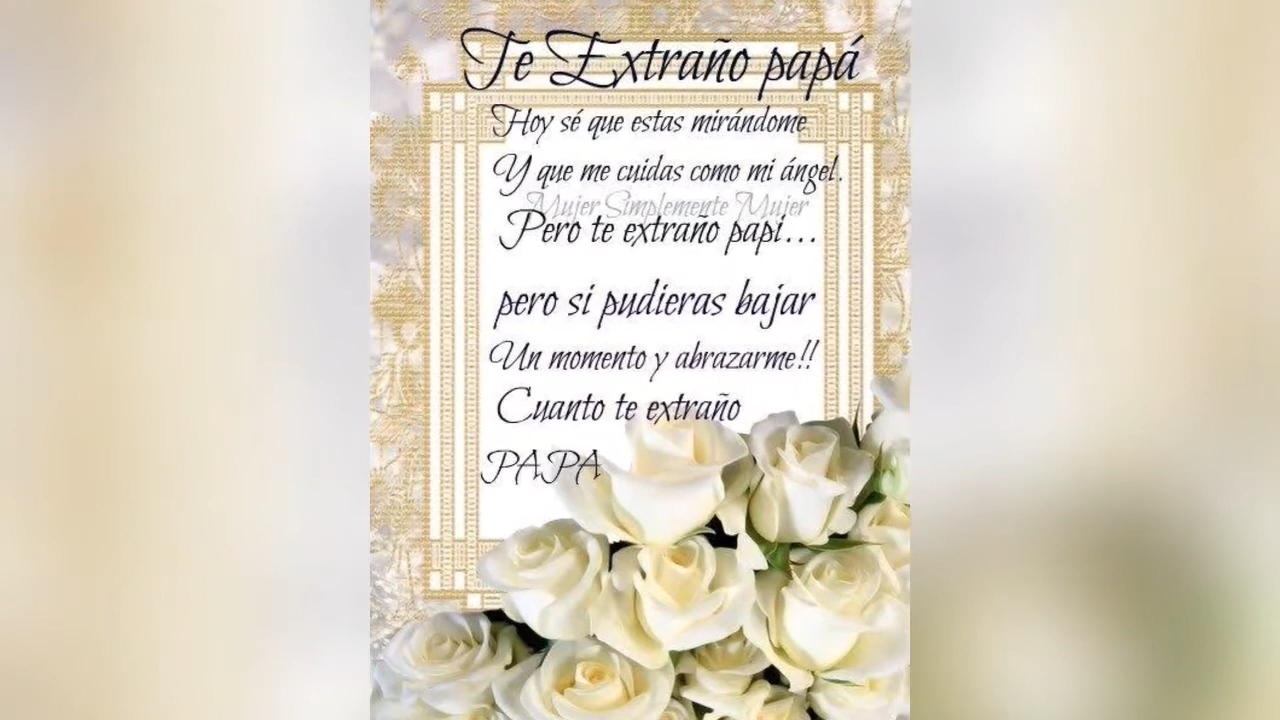 Te Extraño papá
Hoy sé que estas mirándome
Y que me cuidas como mi ángel.
Mujer Simplemente Mujer
Pero te extraño papi...
pero si pudieras bajar
Un momento y abrazarme!!
Cuanto te extraño
PAPA